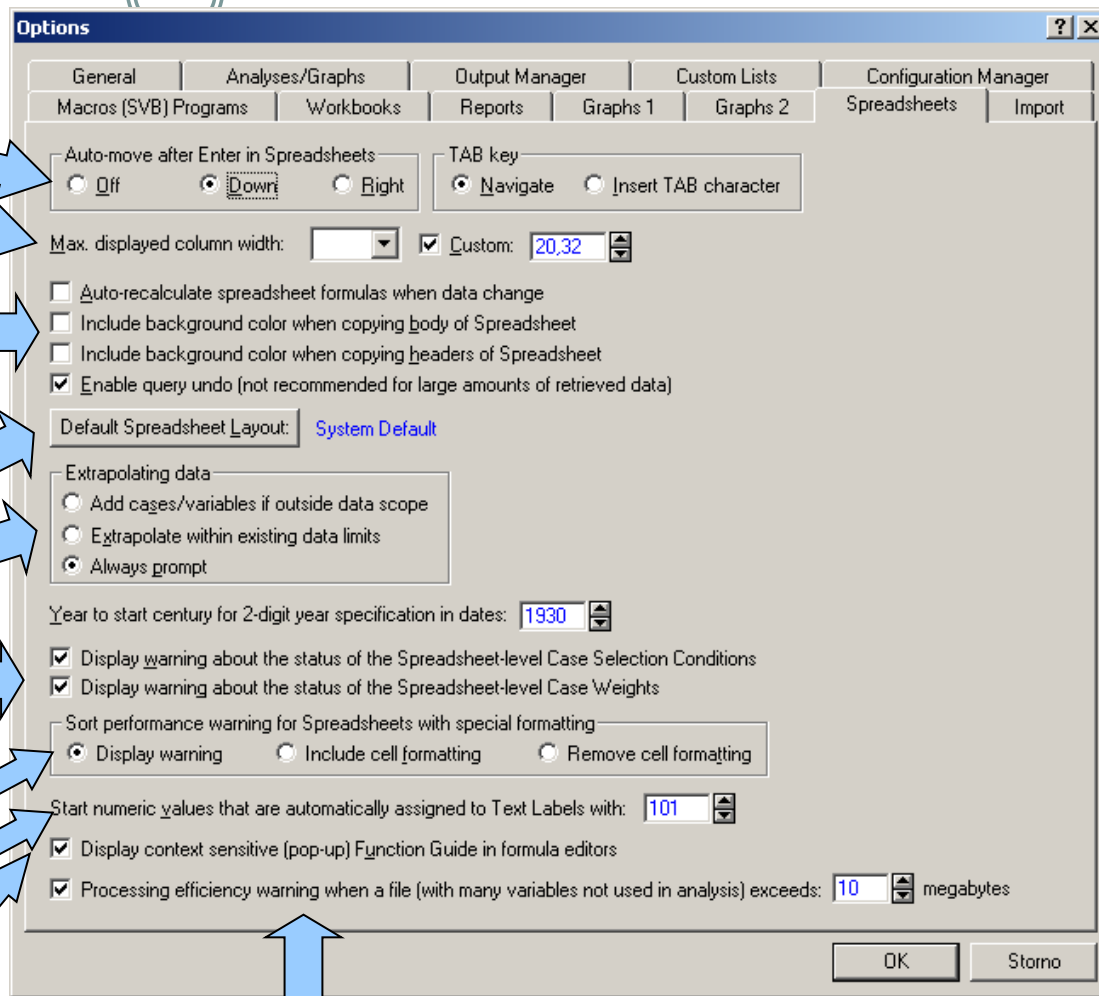 Options
General Analyses/Graphs Output Manager Custom Lists Configuration Manager
Macros (SVB) Programs Workbooks Reports Graphs 1 Graphs 2 Spreadsheets Import
Auto-move after Enter in Spreadsheets TAB key
Off Down Right Navigate Insert TAB character
Max. displayed column width: Custom: 20,32
Auto-recalculate spreadsheet formulas when data change
Include background color when copying body of Spreadsheet
Include background color when copying headers of Spreadsheet
Enable query undo (not recommended for large amounts of retrieved data)
Default Spreadsheet Layout: System Default
Extrapolating data
Add cases/variables if outside data scope
Extrapolate within existing data limits
Always prompt
Year to start century for 2-digit year specification in dates: 1930
Display warning about the status of the Spreadsheet-level Case Selection Conditions
Display warning about the status of the Spreadsheet-level Case Weights
Sort performance warning for Spreadsheets with special formatting
Display warning Include cell formatting Remove cell formatting
Start numeric values that are automatically assigned to Text Labels with: 101
Display context sensitive (pop-up) Function Guide in formula editors
Processing efficiency warning when a file (with many variables not used in analysis) exceeds: 10 megabytes
OK Storno